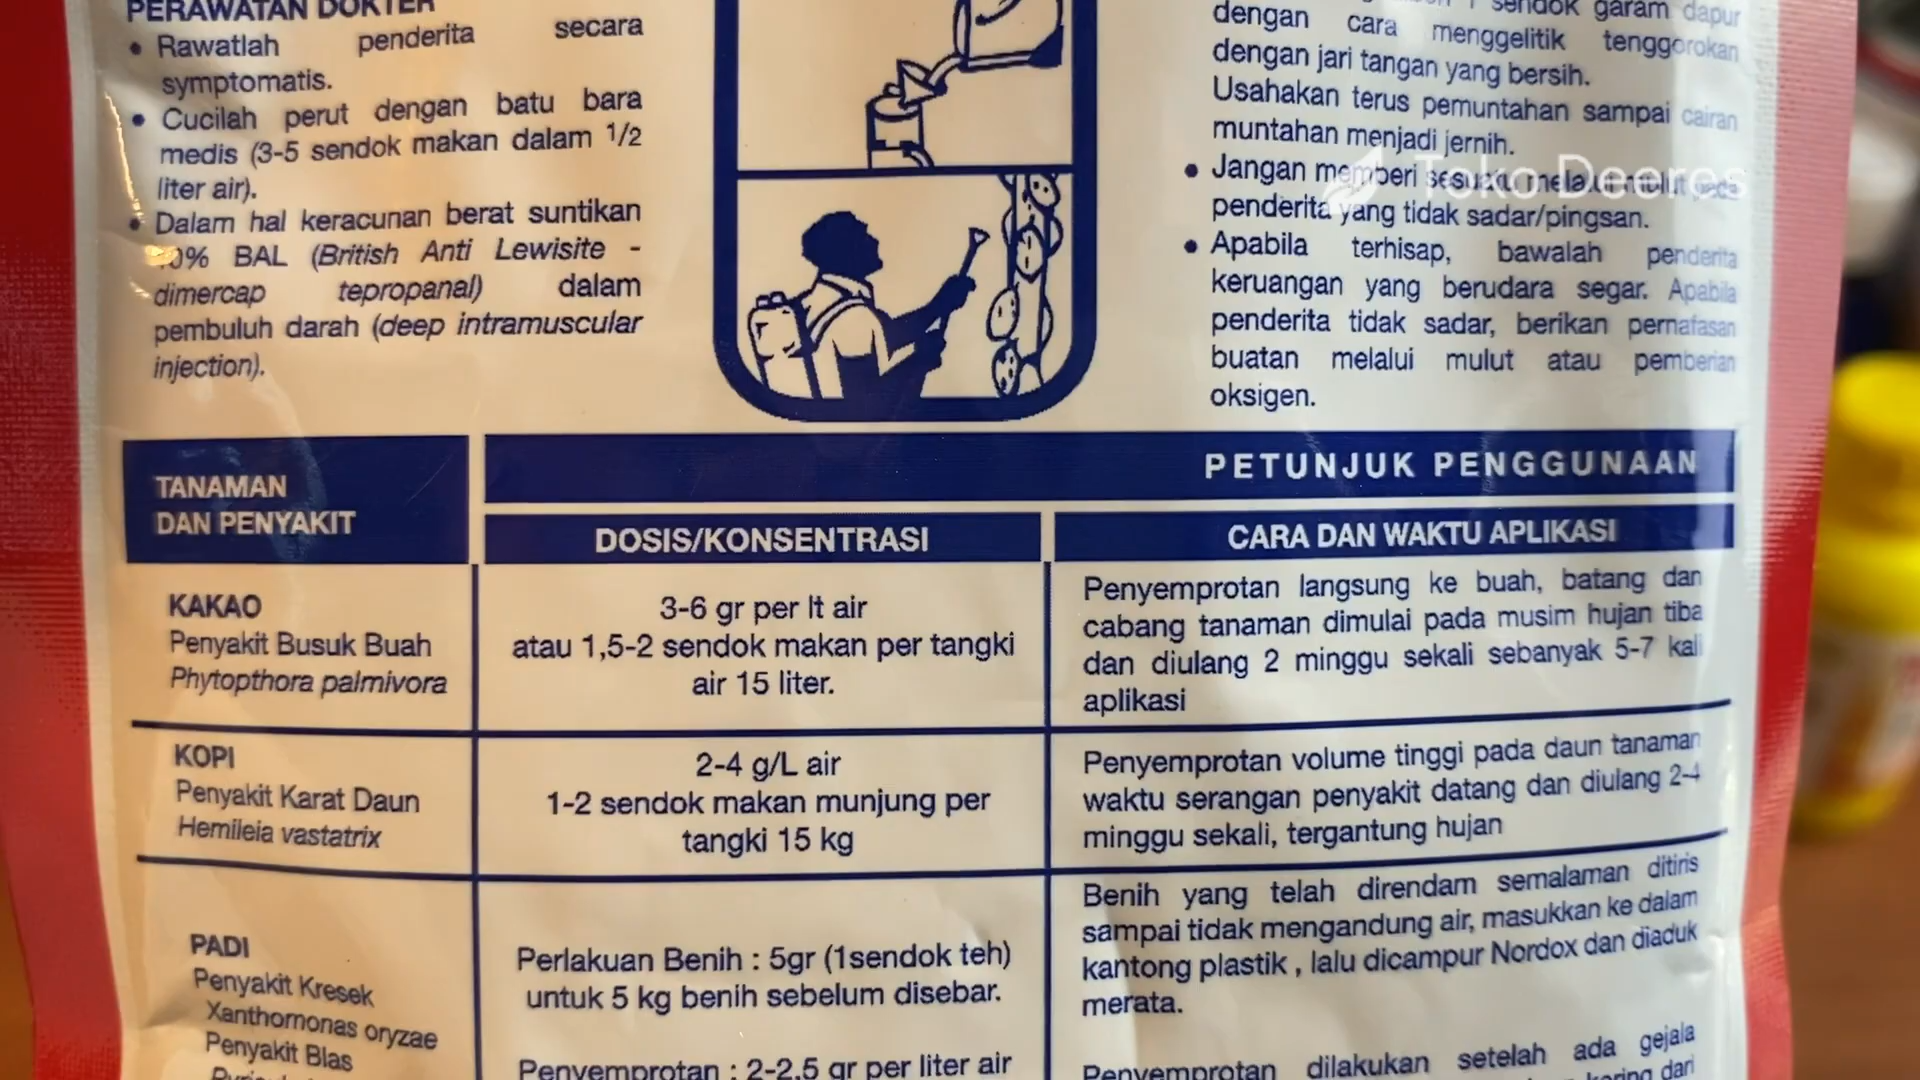 PERAWATAN DOKTER
• Rawatlah penderita secara
symptomatis.
• Cucilah perut dengan batu bara
medis (3-5 sendok makan dalam 1/2
liter air).
• Dalam hal keracunan berat suntikan
BAL (British Anti Lewisite -
dimercap tepropanal) dalam
pembuluh darah (deep intramuscular
injection).
sendok garam dapur
dengan cara menggelitik tenggorokan
dengan jari tangan yang bersih.
Usahakan terus pemuntahan sampai cairan
muntahan menjadi jernih.
• Jangan memberi sesuatu melalui mulut pada
penderita yang tidak sadar/pingsan.
• Apabila terhisap, bawalah penderita
keruangan yang berudara segar. Apabila
penderita tidak sadar, berikan pernafasan
buatan melalui mulut atau pemberian
oksigen.
Toko Deeres
TANAMAN
DAN PENYAKIT
PETUNJUK PENGGUNAAN
DOSIS/KONSENTRASI
CARA DAN WAKTU APLIKASI
KAKAO
Penyakit Busuk Buah
Phytopthora palmivora
3-6 gr per lt air
atau 1,5-2 sendok makan per tangki
air 15 liter.
Penyemprotan langsung ke buah, batang dan
cabang tanaman dimulai pada musim hujan tiba
dan diulang 2 minggu sekali sebanyak 5-7 kali
aplikasi
KOPI
Penyakit Karat Daun
Hemileia vastatrix
2-4 g/L air
1-2 sendok makan munjung per
tangki 15 kg
Penyemprotan volume tinggi pada daun tanaman
waktu serangan penyakit datang dan diulang 2-4
minggu sekali, tergantung hujan
PADI
Penyakit Kresek
Xanthomonas oryzae
Penyakit Blas
Perlakuan Benih : 5gr (1sendok teh)
untuk 5 kg benih sebelum disebar.
Penyemprotan : 2-2,5 gr per liter air
Benih yang telah direndam semalaman ditiris
sampai tidak mengandung air, masukkan ke dalam
kantong plastik , lalu dicampur Nordox dan diaduk
merata.
Penyemprotan dilakukan setelah ada gejala
kering dari